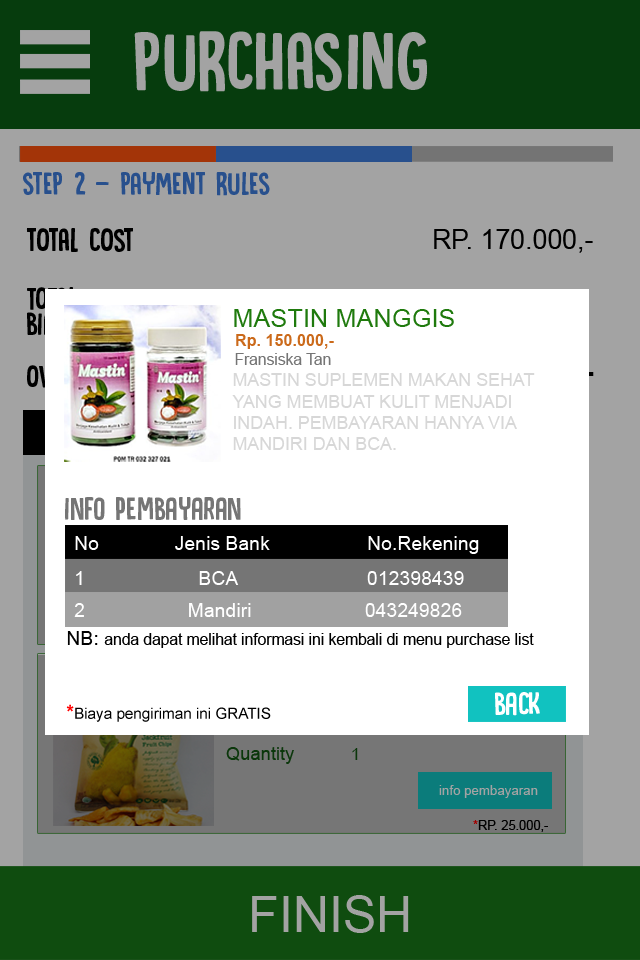 PURCHASING
STEP 2 - PAYMENT RULES
TOTAL COST RP. 170.000,-
MASTIN MANGGIS
Rp. 150.000,-
Fransiska Tan
MASTIN SUPLEMEN MAKAN SEHAT
YANG MEMBUAT KULIT MENJADI
INDAH. PEMBAYARAN HANYA VIA
MANDIRI DAN BCA.
Mastin Mastin
POM TR 032 327 021
INFO PEMBAYARAN
No Jenis Bank No.Rekening
1 BCA 012398439
2 Mandiri 043249826
NB: anda dapat melihat informasi ini kembali di menu purchase list
*Biaya pengiriman ini GRATIS
BACK
Jackfruit
Fruit Chips
Quantity 1
info pembayaran
*RP. 25.000,-
FINISH